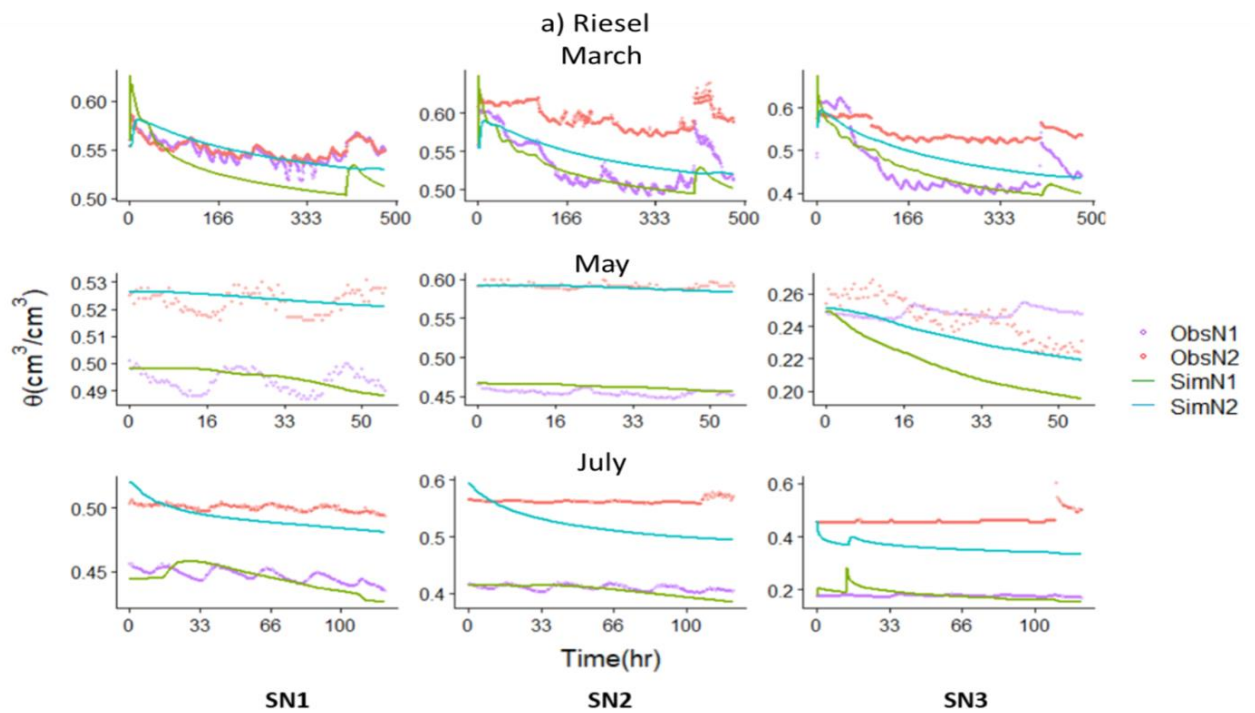 a) Riesel
March
0.60
0.55
0.50
0 166 333 500
0.60
0.55
0.50
0 166 333 500
0.6
0.5
0.4
0 166 333 500
May
0.53
0.52
0.51
0.50
0.49
0 16 33 50
0.60
0.55
0.50
0.45
0 16 33 50
0.26
0.24
0.22
0.20
0 16 33 50
θ(cm³/cm³)
ObsN1
ObsN2
SimN1
SimN2
July
0.50
0.45
0 33 66 100
0.6
0.5
0.4
0 33 66 100
0.6
0.4
0.2
0 33 66 100
Time(hr)
SN1 SN2 SN3